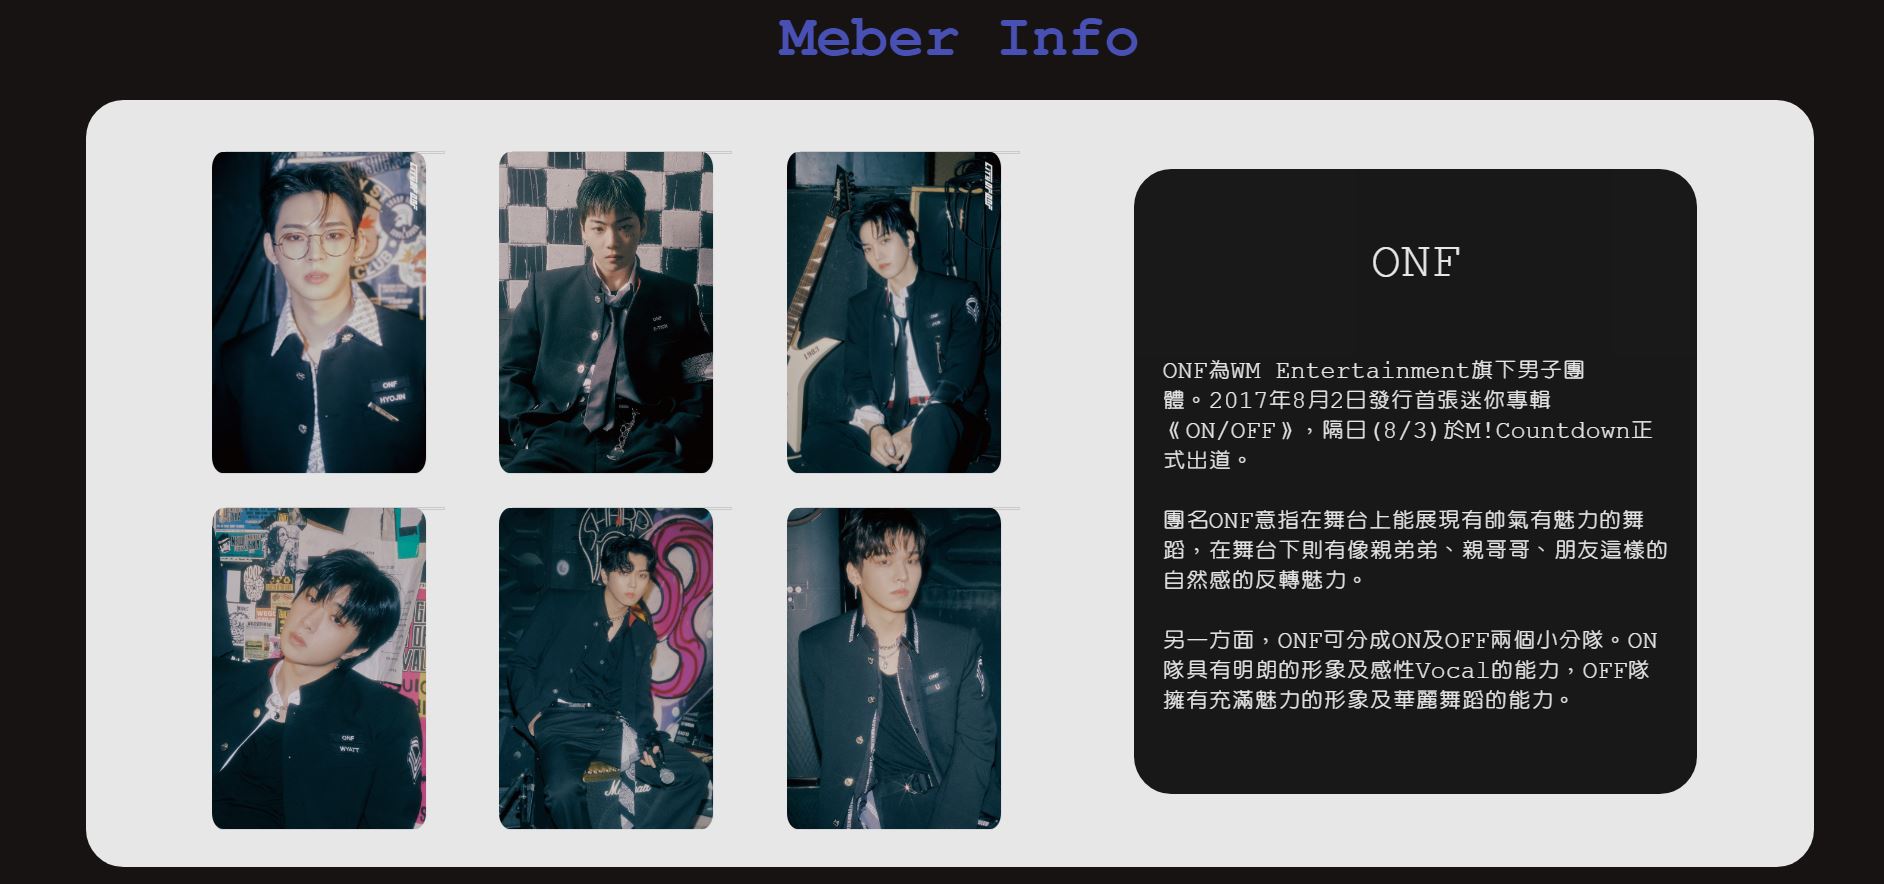 Meber Info
CLUB
ONF
HYOJIN
ONF
1983
ONF
ONF
WYATT
ONF
U
ONF
ONF為WM Entertainment旗下男子團
體。2017年8月2日發行首張迷你專輯
《ON/OFF》，隔日(8/3)於M!Countdown正
式出道。
團名ONF意指在舞台上能展現有帥氣有魅力的舞
蹈，在舞台下則有像親弟弟、親哥哥、朋友這樣的
自然感的反轉魅力。
另一方面，ONF可分成ON及OFF兩個小分隊。ON
隊具有明朗的形象及感性Vocal的能力，OFF隊
擁有充滿魅力的形象及華麗舞蹈的能力。